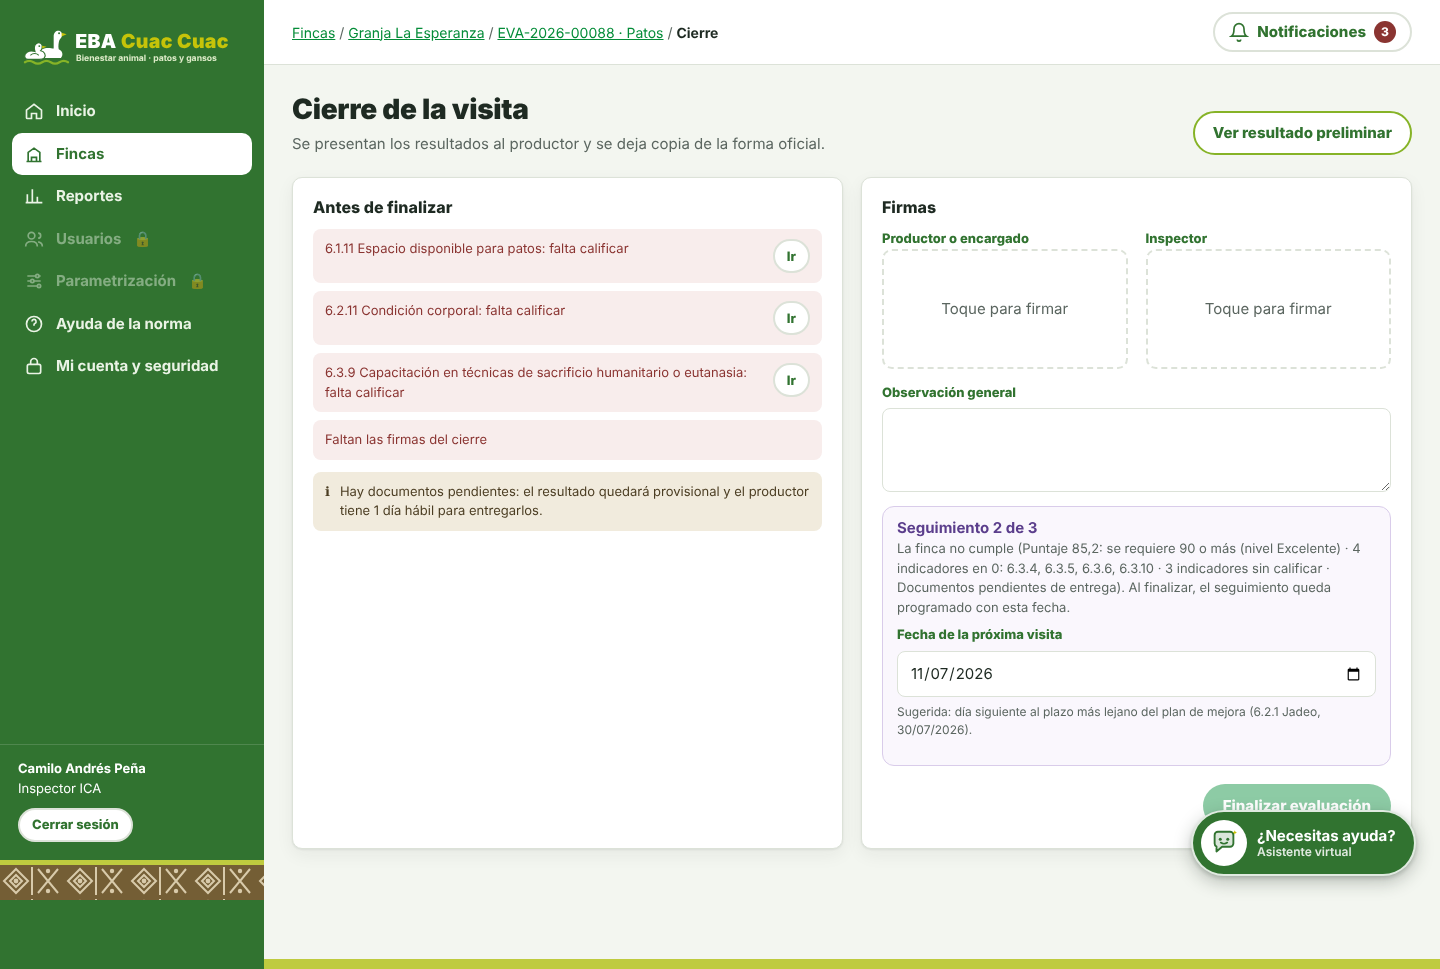 EBA Cuac Cuac
Bienestar animal · patos y gansos
Inicio
Fincas
Reportes
Usuarios
Parametrización
Ayuda de la norma
Mi cuenta y seguridad
Camilo Andrés Peña
Inspector ICA
Cerrar sesión
Fincas / Granja La Esperanza / EVA-2026-00088 · Patos / Cierre
Notificaciones 3
Cierre de la visita
Se presentan los resultados al productor y se deja copia de la forma oficial.
Ver resultado preliminar
Antes de finalizar
6.1.11 Espacio disponible para patos: falta calificar
Ir
6.2.11 Condición corporal: falta calificar
Ir
6.3.9 Capacitación en técnicas de sacrificio humanitario o eutanasia:
falta calificar
Ir
Faltan las firmas del cierre
ℹ Hay documentos pendientes: el resultado quedará provisional y el productor
tiene 1 día hábil para entregarlos.
Firmas
Productor o encargado
Inspector
Toque para firmar
Toque para firmar
Observación general
Seguimiento 2 de 3
La finca no cumple (Puntaje 85,2: se requiere 90 o más (nivel Excelente) · 4
indicadores en 0: 6.3.4, 6.3.5, 6.3.6, 6.3.10 · 3 indicadores sin calificar ·
Documentos pendientes de entrega). Al finalizar, el seguimiento queda
programado con esta fecha.
Fecha de la próxima visita
11/07/2026
Sugerida: día siguiente al plazo más lejano del plan de mejora (6.2.1 Jadeo,
30/07/2026).
Finalizar evaluación
¿Necesitas ayuda?
Asistente virtual